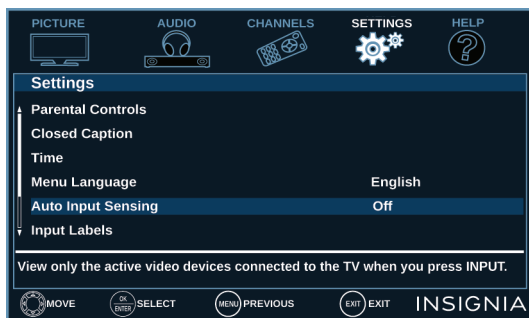 PICTURE AUDIO CHANNELS SETTINGS HELP
Settings
Parental Controls
Closed Caption
Time
Menu Language English
Auto Input Sensing Off
Input Labels
View only the active video devices connected to the TV when you press INPUT.
MOVE OK ENTER SELECT MENU PREVIOUS EXIT EXIT INSIGNIA